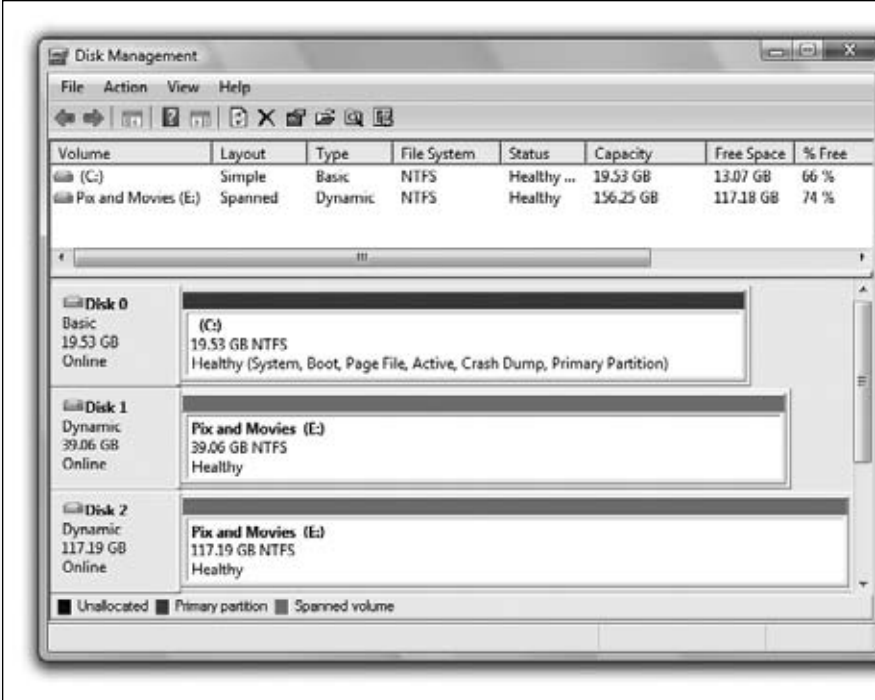 Disk Management
File Action View Help
Volume Layout Type File System Status Capacity Free Space % Free
(C:) Simple Basic NTFS Healthy ... 19.53 GB 13.07 GB 66 %
Pix and Movies (E:) Spanned Dynamic NTFS Healthy 156.25 GB 117.18 GB 74 %
Disk 0
Basic
19.53 GB
Online
(C:)
19.53 GB NTFS
Healthy (System, Boot, Page File, Active, Crash Dump, Primary Partition)
Disk 1
Dynamic
39.06 GB
Online
Pix and Movies (E:)
39.06 GB NTFS
Healthy
Disk 2
Dynamic
117.19 GB
Online
Pix and Movies (E:)
117.19 GB NTFS
Healthy
Unallocated Primary partition Spanned volume